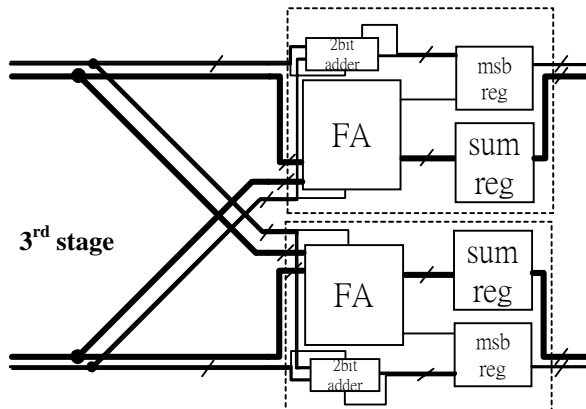 2bit
adder
msb
reg
FA
sum
reg
3rd stage
FA
sum
reg
2bit
adder
msb
reg